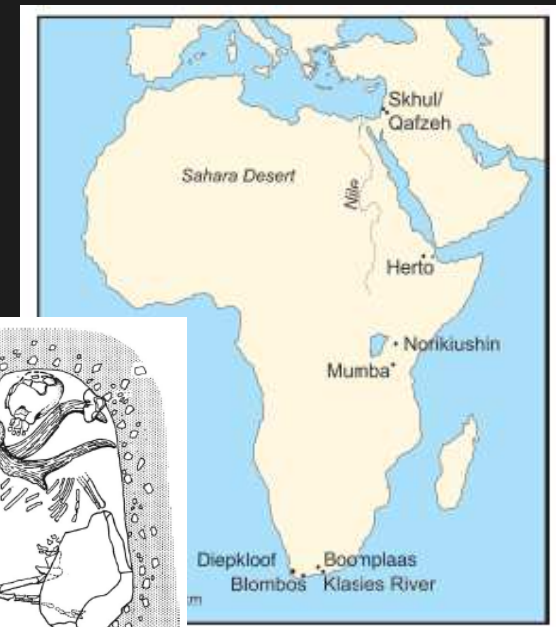 Skhul/
Qafzeh
Sahara Desert
Nile
Herto
Norikiushin
Mumba
Diepkloof Boomplaas
Blombos Klasies River
m